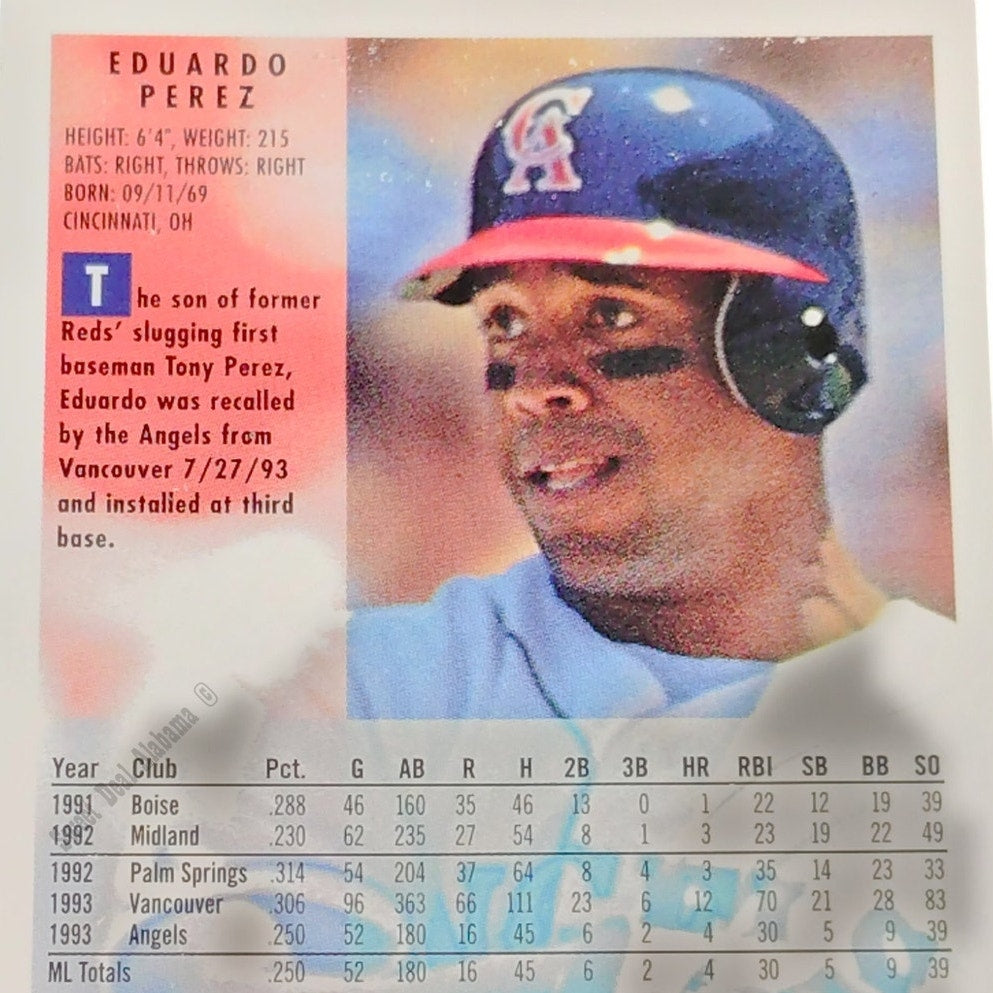 EDUARDO
PEREZ
HEIGHT: 6'4", WEIGHT: 215
BATS: RIGHT, THROWS: RIGHT
BORN: 09/11/69
CINCINNATI, OH
The son of former
Reds' slugging first
baseman Tony Perez,
Eduardo was recalled
by the Angels from
Vancouver 7/27/93
and installed at third
base.
CA
Year Club Pct. G AB R H 2B 3B HR RBI SB BB SO
1991 Boise .288 46 160 35 46 13 0 1 22 12 19 39
1992 Midland .230 62 235 27 54 8 1 3 23 19 22 49
1992 Palm Springs .314 54 204 37 64 8 4 3 35 14 23 33
1993 Vancouver .306 96 363 66 111 23 6 12 70 21 28 83
1993 Angels .250 52 180 16 45 6 2 4 30 5 9 39
ML Totals .250 52 180 16 45 6 2 4 30 5 9 39
Deal Alabama ©